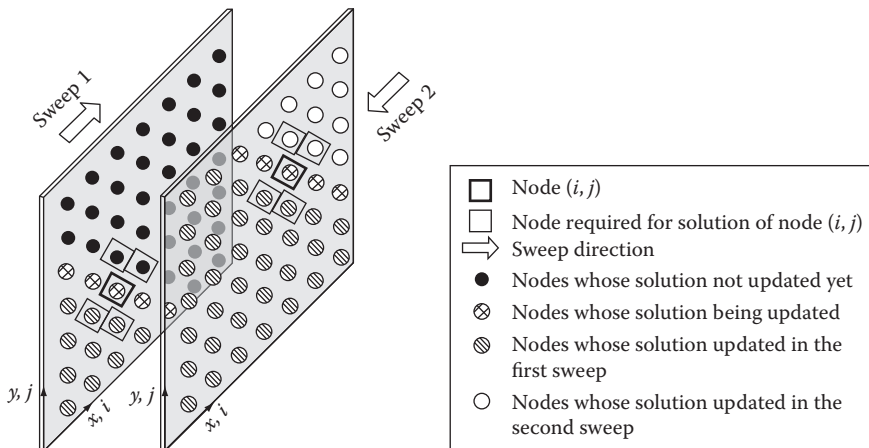 Sweep 1
Sweep 2
y, j
x, i
y, j
x, i
Node (i, j)
Node required for solution of node (i, j)
Sweep direction
Nodes whose solution not updated yet
Nodes whose solution being updated
Nodes whose solution updated in the
first sweep
Nodes whose solution updated in the
second sweep